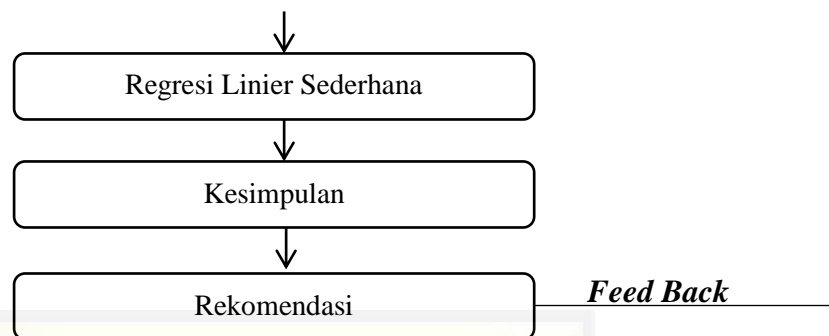 Regresi Linier Sederhana
Kesimpulan
Rekomendasi
Feed Back